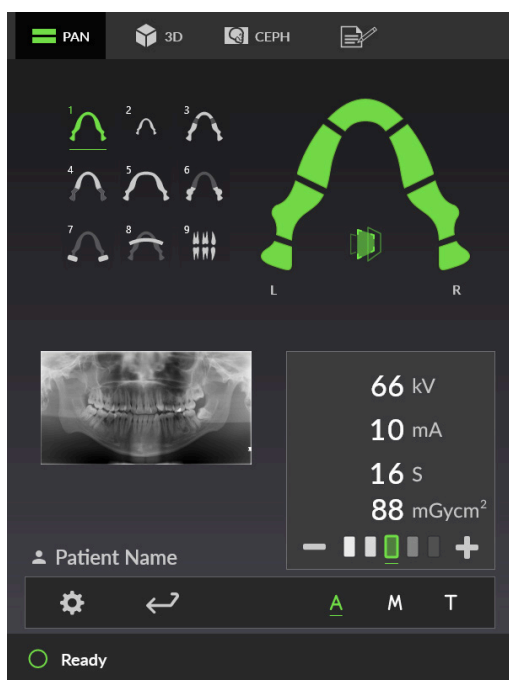 PAN 3D CEPH
1 2 3
4 5 6
7 8 9
L R
66 kV
10 mA
16 S
88 mGycm²
Patient Name
A M T
Ready